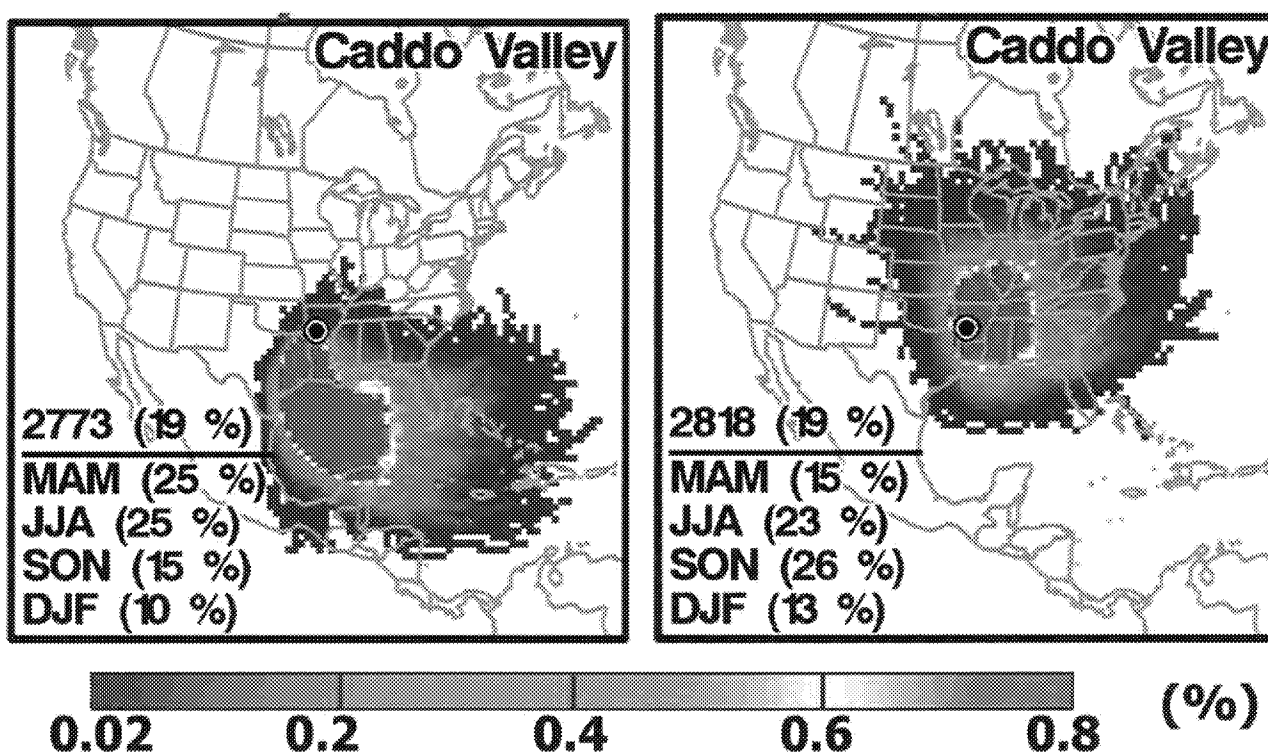 Caddo Valley
2773 (19 %)
MAM (25 %)
JJA (25 %)
SON (15 %)
DJF (10 %)
Caddo Valley
2818 (19 %)
MAM (15 %)
JJA (23 %)
SON (26 %)
DJF (13 %)
0.02 0.2 0.4 0.6 0.8 (%)